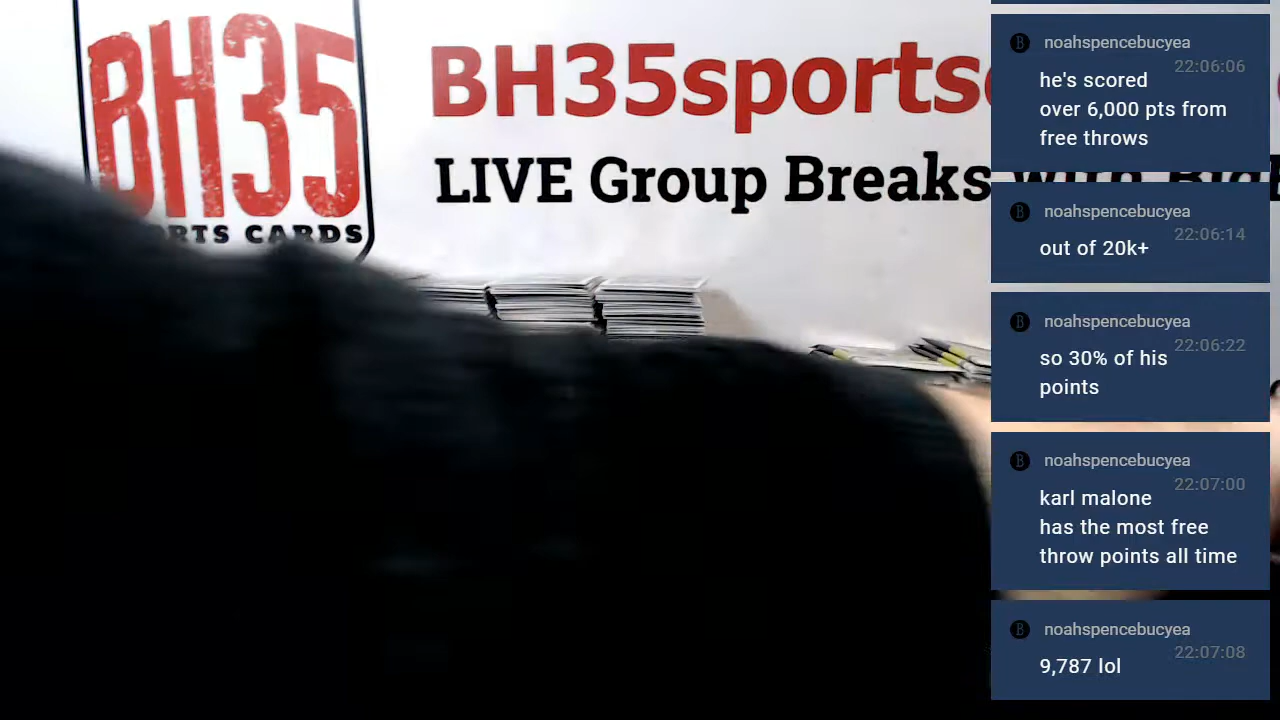 BH35
SPORTS CARDS
BH35sports
LIVE Group Breaks with
noahspencebucyea
22:06:06
he's scored
over 6,000 pts from
free throws
noahspencebucyea
22:06:14
out of 20k+
noahspencebucyea
22:06:22
so 30% of his
points
noahspencebucyea
22:07:00
karl malone
has the most free
throw points all time
noahspencebucyea
22:07:08
9,787 lol